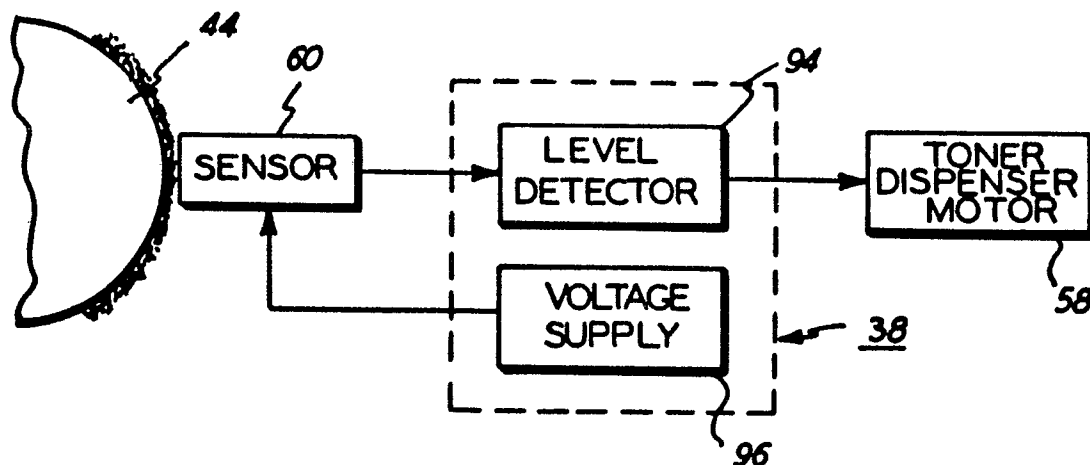 44
60
94
SENSOR
LEVEL
DETECTOR
TONER
DISPENSER
MOTOR
VOLTAGE
SUPPLY
38
58
96